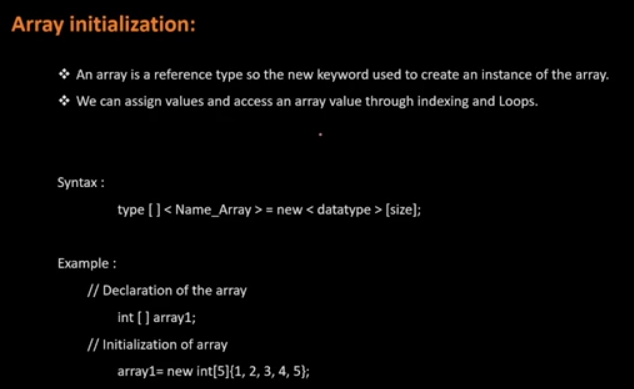 Array initialization:
❖ An array is a reference type so the new keyword used to create an instance of the array.
❖ We can assign values and access an array value through indexing and Loops.
Syntax :
type [ ] < Name_Array > = new < datatype > [size];
Example :
// Declaration of the array
int [ ] array1;
// Initialization of array
array1= new int[5]{1, 2, 3, 4, 5};